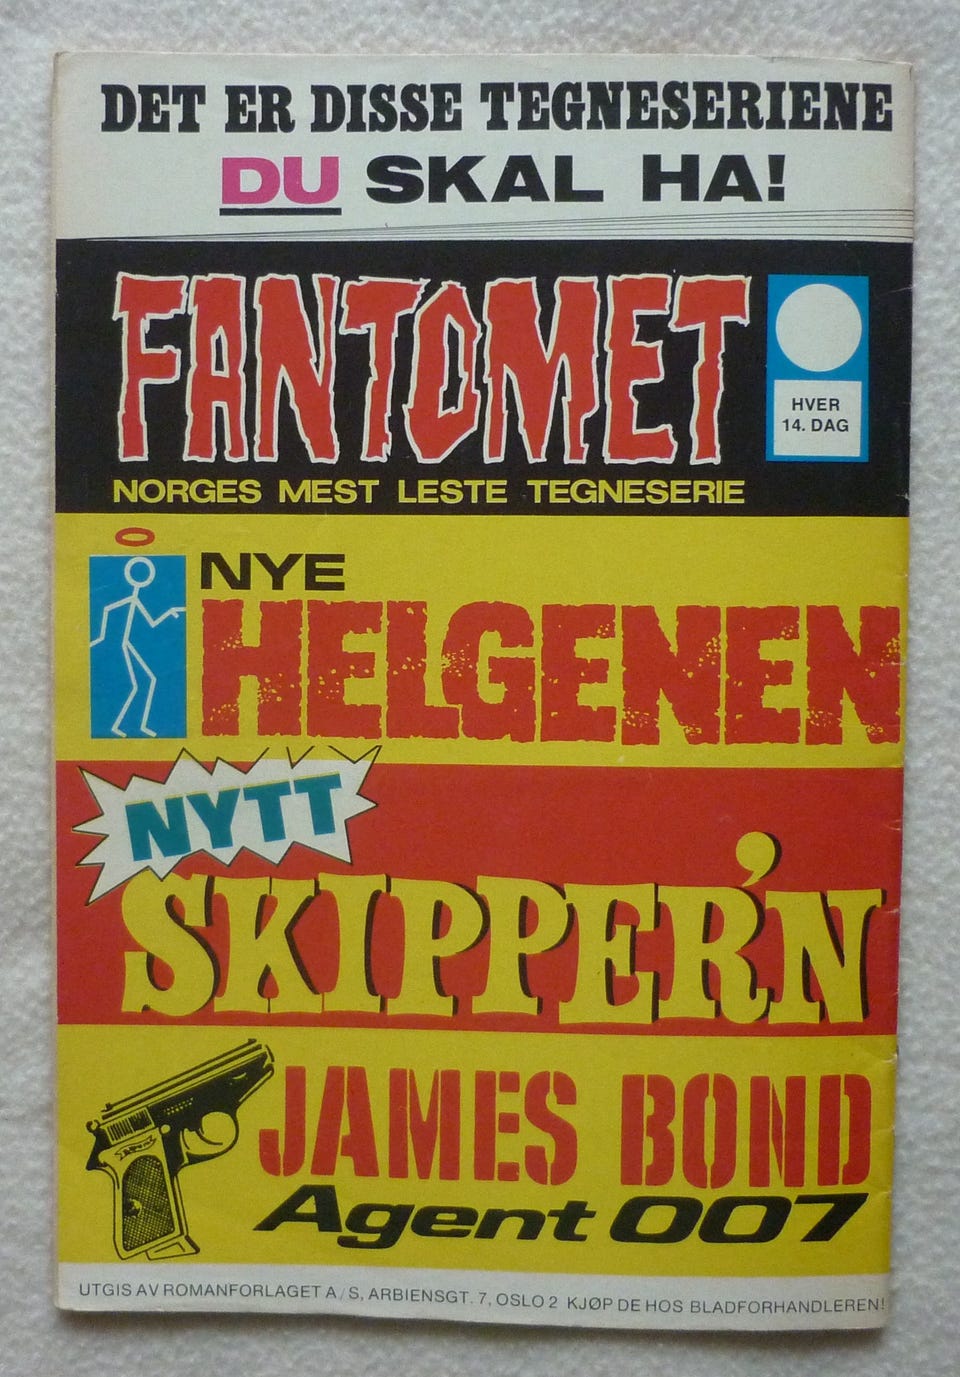 DET ER DISSE TEGNESERIENE
DU SKAL HA!
FANTOMET
HVER
14. DAG
NORGES MEST LESTE TEGNESERIE
NYE
HELGENEN
NYTT
SKIPPER'N
JAMES BOND
Agent 007
UTGIS AV ROMANFORLAGET A/S, ARBIENSGT. 7, OSLO 2 KJØP DE HOS BLADFORHANDLEREN!